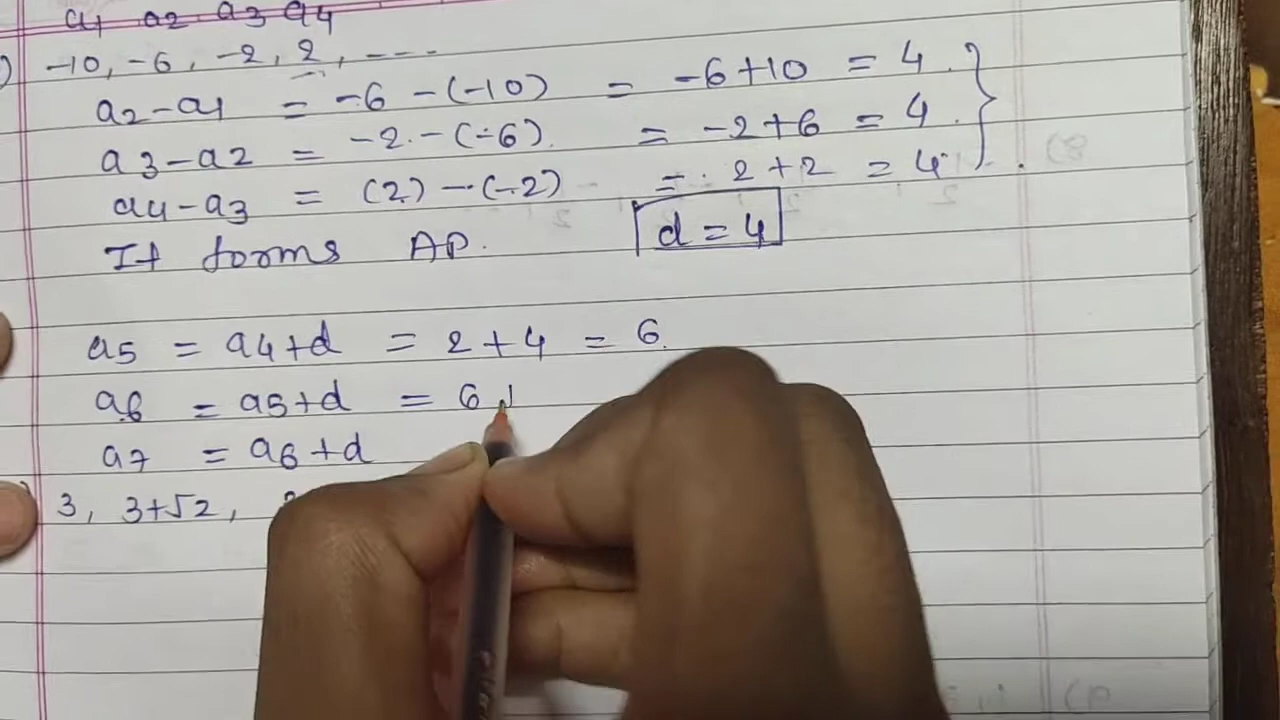 a1 a2 a3 a4
) -10, -6, -2, 2, ----
a2-a1 = -6 -(-10) = -6+10 = 4.
a3-a2 = -2.-(-6). = -2+6 = 4.
a4-a3 = (2)-(-2) = 2+2 = 4.
It forms AP. d = 4
a5 = a4+d = 2+4 = 6.
a6 = a5+d = 6
a7 = a6+d
) 3, 3+√2,